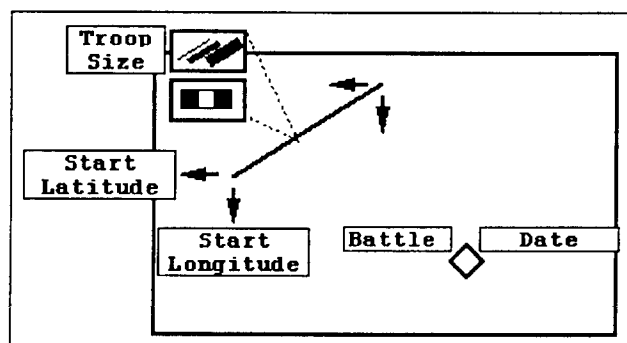 Troop
Size
Start
Latitude
Start
Longitude
Battle
Date